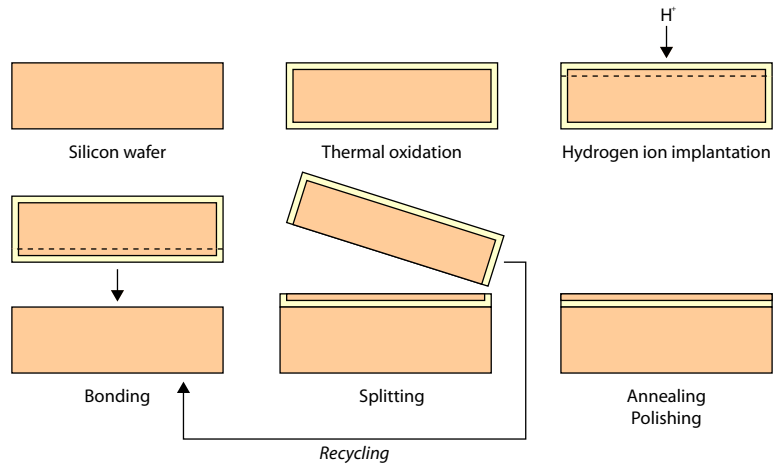 H⁺
Silicon wafer
Thermal oxidation
Hydrogen ion implantation
Bonding
Splitting
Annealing
Polishing
Recycling